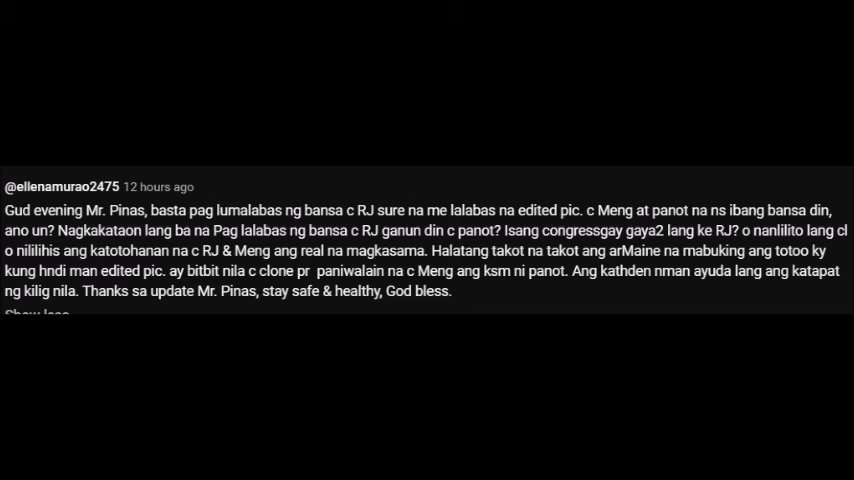 @ellenamurao2475 12 hours ago
Gud evening Mr. Pinas, basta pag lumalabas ng bansa c RJ sure na me lalabas na edited pic. c Meng at panot na ns ibang bansa din,
ano un? Nagkakataon lang ba na Pag lalabas ng bansa c RJ ganun din c panot? Isang congressgay gaya2 lang ke RJ? o nanlilito lang cl
o nililihis ang katotohanan na c RJ & Meng ang real na magkasama. Halatang takot na takot ang arMaine na mabuking ang totoo ky
kung hndi man edited pic. ay bitbit nila c clone pr paniwalain na c Meng ang ksm ni panot. Ang kathden nman ayuda lang ang katapat
ng kilig nila. Thanks sa update Mr. Pinas, stay safe & healthy, God bless.
Show less